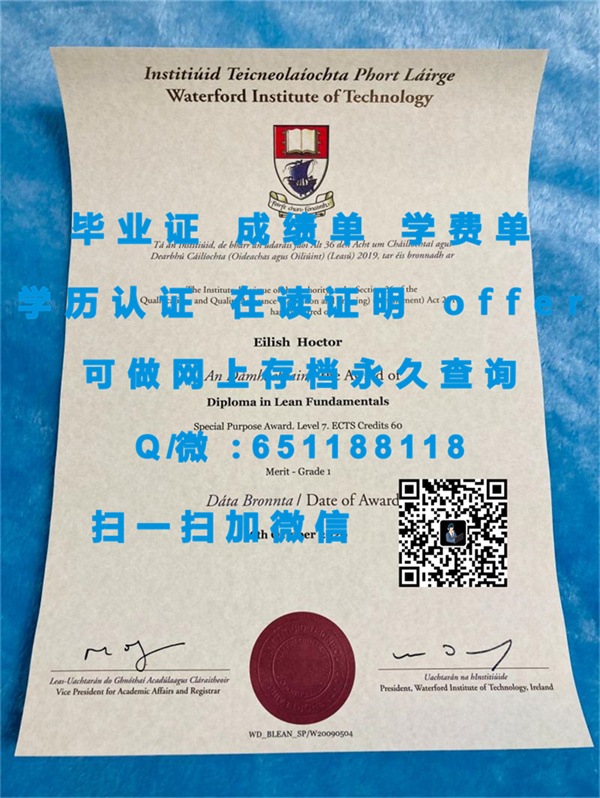 Institiúid Teicneolaíochta Phort Láirge
Waterford Institute of Technology
毕业证 成绩单 学费单
Tá an Institiúid, de bharr an údaráis faoi Alt 36 den Acht um Cháilíochtaí agus
Dearbhú Cáilíochta (Oideachas agus Oiliúint) (Leasú) 2019, tar éis bronnadh ar
The Institute
学历认证 在读证明 offer
Eilish Hoctor
可做网上存档永久查询
Diploma in Lean Fundamentals
Special Purpose Award. Level 7. ECTS Credits 60
Q/微：651188118
Merit - Grade 1
Dáta Bronnta / Date of Award
扫一扫加微信
Leas-Uachtarán do Ghnóthaí Acadúlagus Cláraitheoir
Vice President for Academic Affairs and Registrar
Uachtarán na hInstitiúide
President, Waterford Institute of Technology, Ireland
WD_BLEAN_SP/W20090504